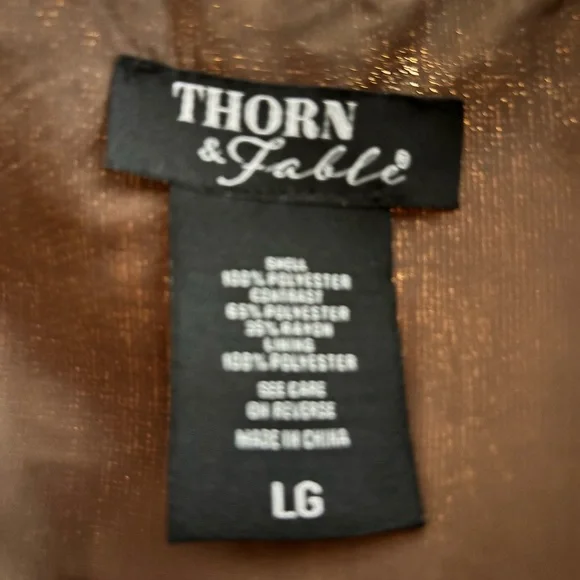 THORN
& Fable®
SHELL
100% POLYESTER
CONTRAST
65% POLYESTER
35% RAYON
LINING
100% POLYESTER
SEE CARE
ON REVERSE
MADE IN CHINA
LG